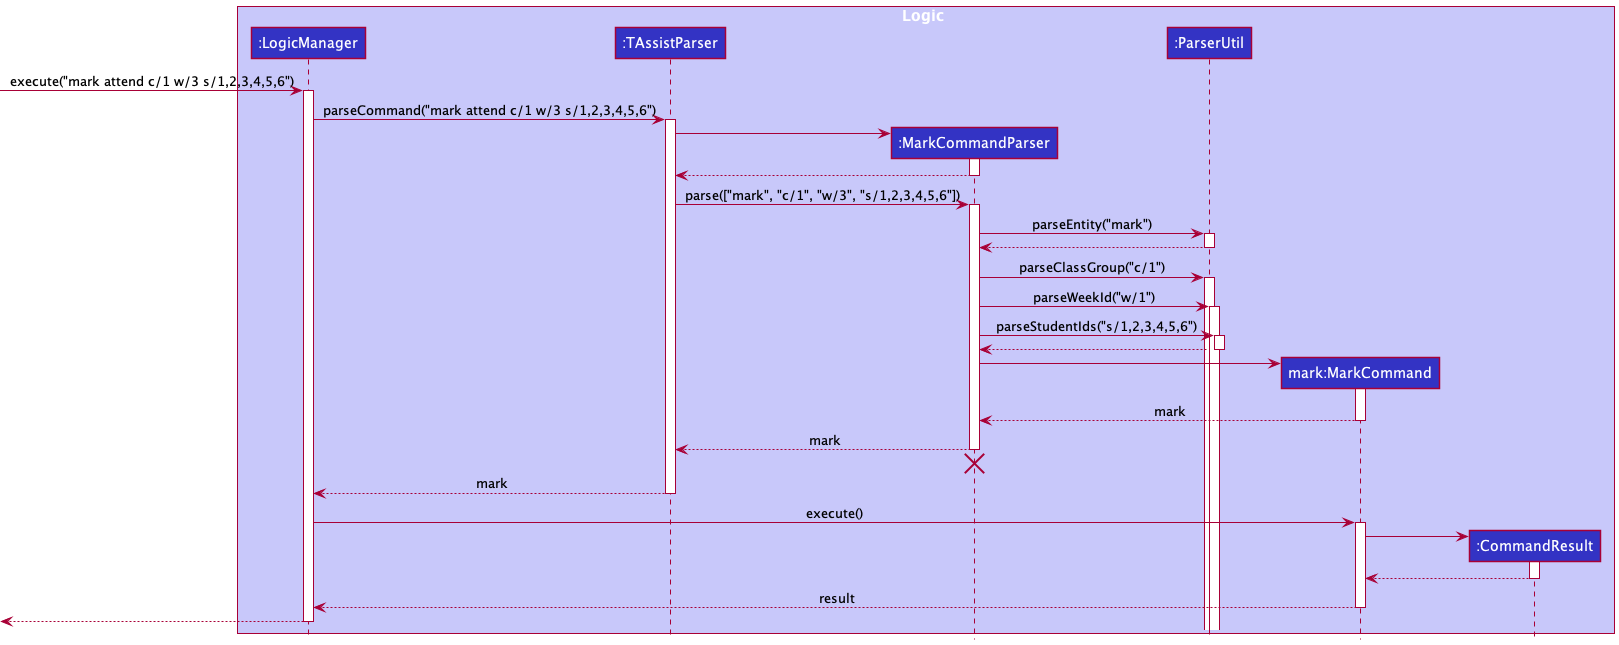 Logic
:LogicManager
:TAssistParser
:ParserUtil
execute("mark attend c/1 w/3 s/1,2,3,4,5,6")
parseCommand("mark attend c/1 w/3 s/1,2,3,4,5,6")
:MarkCommandParser
parse(["mark", "c/1", "w/3", "s/1,2,3,4,5,6"])
parseEntity("mark")
parseClassGroup("c/1")
parseWeekId("w/1")
parseStudentIds("s/1,2,3,4,5,6")
mark:MarkCommand
mark
mark
mark
execute()
:CommandResult
result